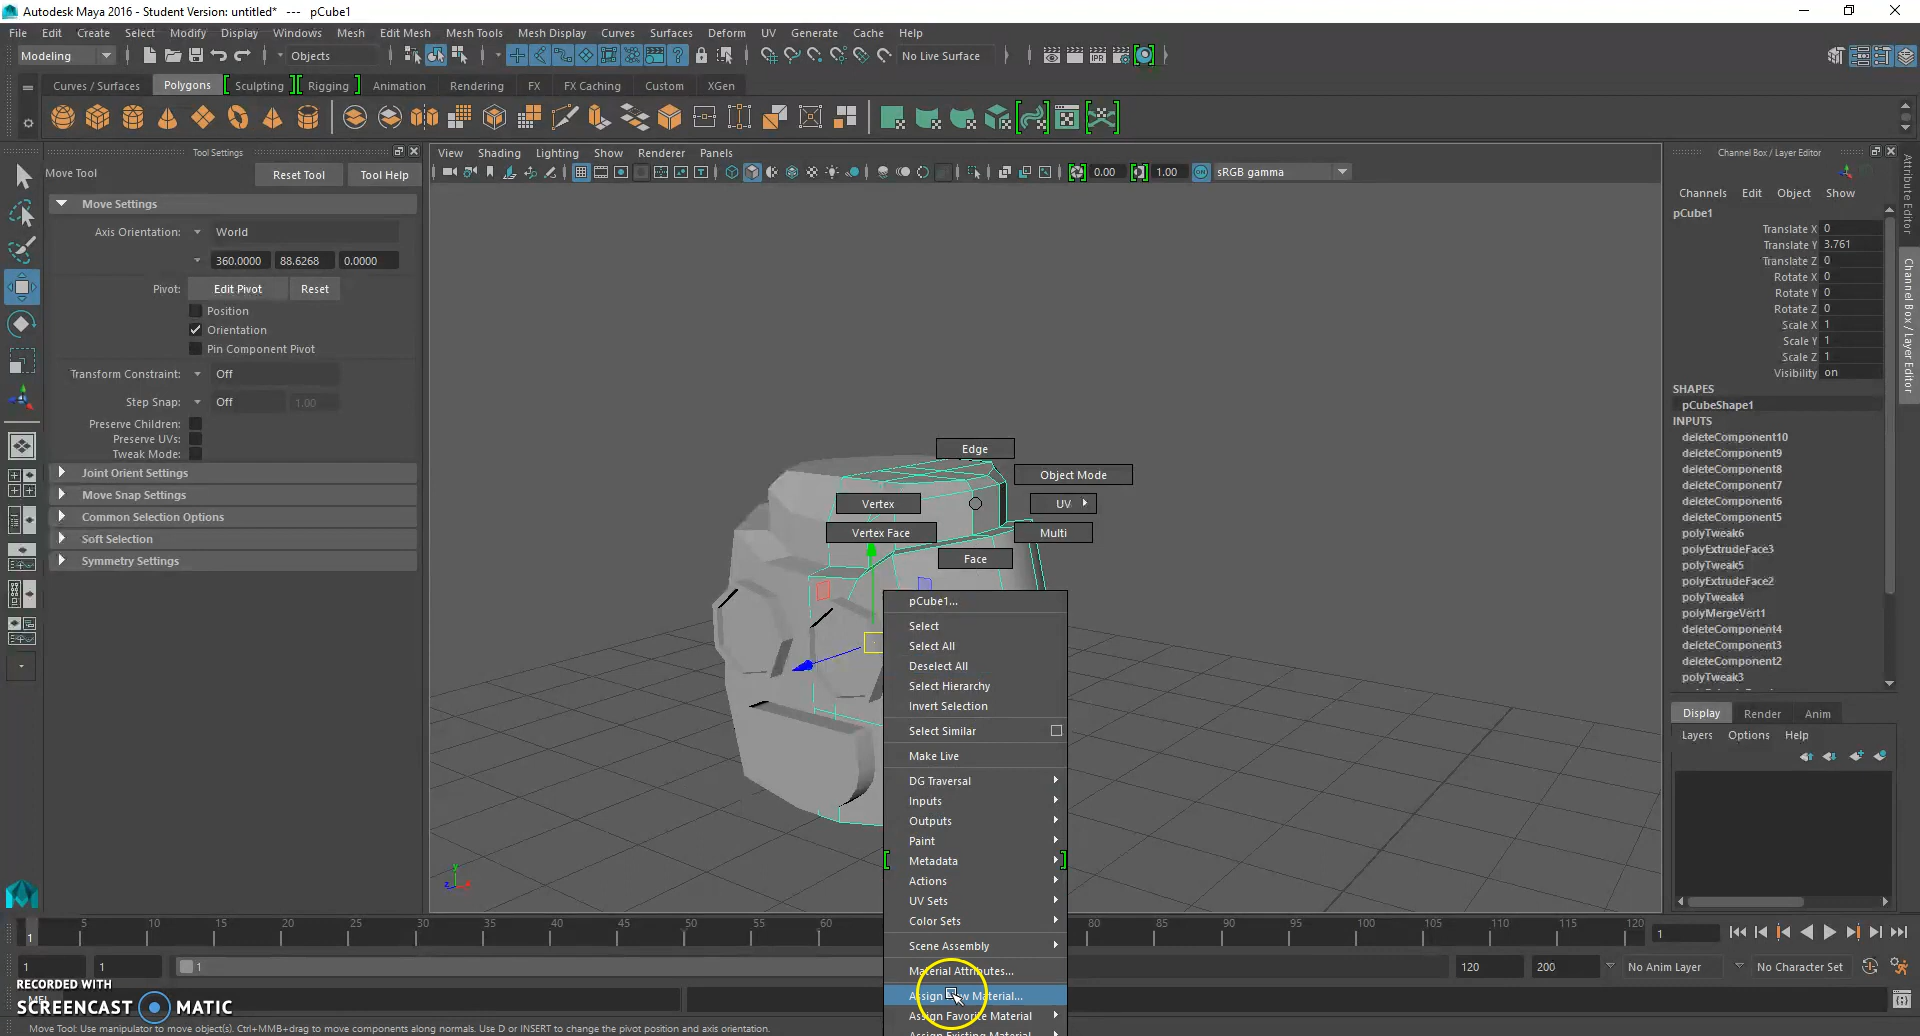 Autodesk Maya 2016 - Student Version: untitled* --- pCube1
File Edit Create Select Modify Display Windows Mesh Edit Mesh Mesh Tools Mesh Display Curves Surfaces Deform UV Generate Cache Help
Modeling Objects No Live Surface
IPR
Curves / Surfaces Polygons Sculpting Rigging Animation Rendering FX FX Caching Custom XGen
Tool Settings
Move Tool Reset Tool Tool Help
Move Settings
Axis Orientation: World
360.0000 88.6268 0.0000
Pivot: Edit Pivot Reset
Position
Orientation
Pin Component Pivot
Transform Constraint: Off
Step Snap: Off 1.00
Preserve Children:
Preserve UVs:
Tweak Mode:
Joint Orient Settings
Move Snap Settings
Common Selection Options
Soft Selection
Symmetry Settings
View Shading Lighting Show Renderer Panels
0.00 1.00 sRGB gamma
Edge
Object Mode
Vertex UV
Vertex Face Multi
Face
pCube1...
Select
Select All
Deselect All
Select Hierarchy
Invert Selection
Select Similar
Make Live
DG Traversal
Inputs
Outputs
Paint
Metadata
Actions
UV Sets
Color Sets
Scene Assembly
Material Attributes...
Assign Material...
Assign Favorite Material
Assign Existing Material
Channel Box / Layer Editor
Channels Edit Object Show
pCube1
Translate X 0
Translate Y 3.761
Translate Z 0
Rotate X 0
Rotate Y 0
Rotate Z 0
Scale X 1
Scale Y 1
Scale Z 1
Visibility on
SHAPES
pCubeShape1
INPUTS
deleteComponent10
deleteComponent9
deleteComponent8
deleteComponent7
deleteComponent6
deleteComponent5
polyTweak6
polyExtrudeFace3
polyTweak5
polyExtrudeFace2
polyTweak4
polyMergeVert1
deleteComponent4
deleteComponent3
deleteComponent2
polyTweak3
Display Render Anim
Layers Options Help
Attribute Editor
Channel Box / Layer Editor
y
z x
1 5 10 15 20 25 30 35 40 45 50 55 60 80 85 90 95 100 105 110 115 120 1
1 1 1 120 200 No Anim Layer No Character Set
RECORDED WITH
SCREENCAST MATIC
Move Tool: Use manipulator to move object(s). Ctrl+MMB+drag to move components along normals. Use D or INSERT to change the pivot position and axis orientation.